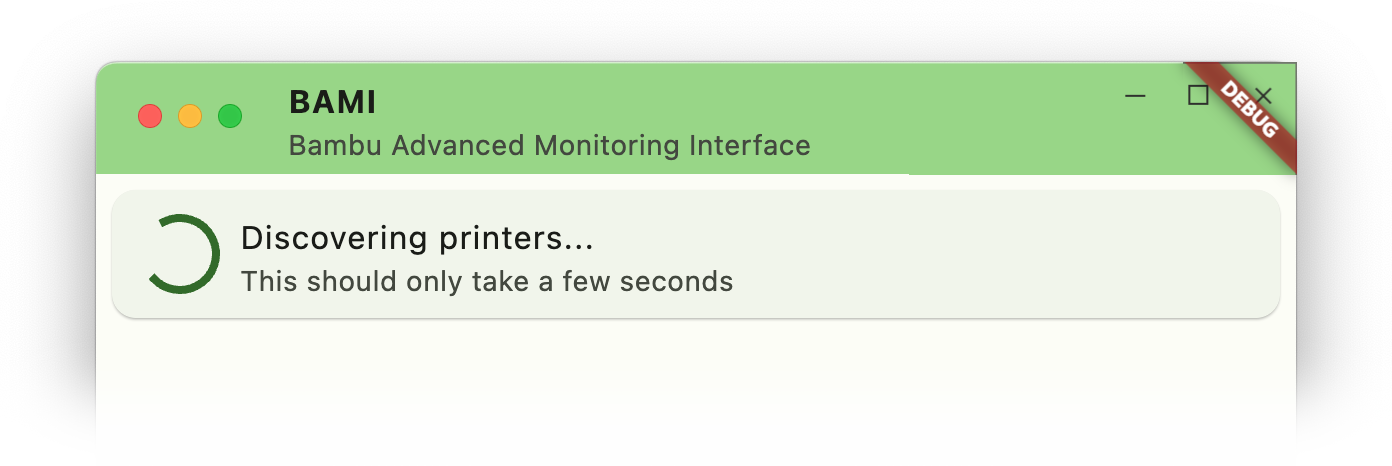 BAMI
Bambu Advanced Monitoring Interface
DEBUG
Discovering printers...
This should only take a few seconds